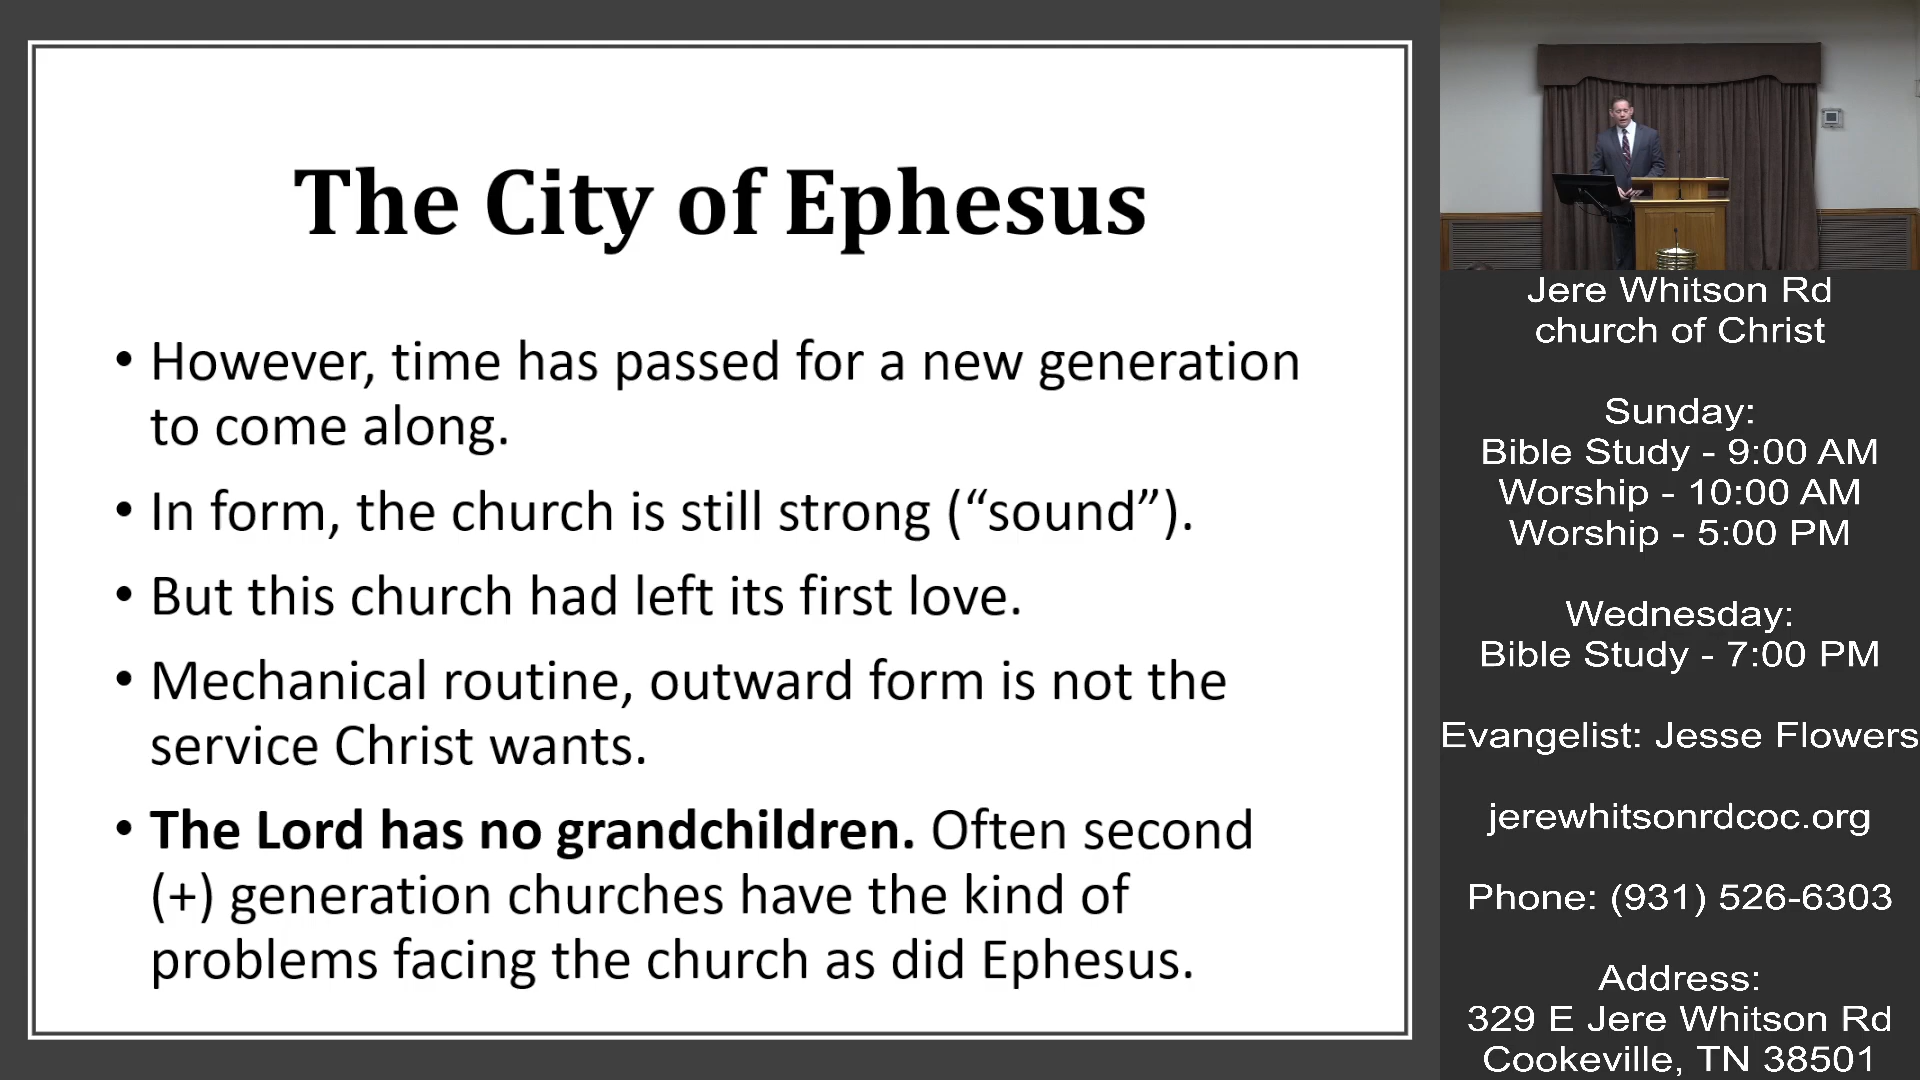 The City of Ephesus
• However, time has passed for a new generation
to come along.
• In form, the church is still strong (“sound”).
• But this church had left its first love.
• Mechanical routine, outward form is not the
service Christ wants.
• The Lord has no grandchildren. Often second
(+) generation churches have the kind of
problems facing the church as did Ephesus.
Jere Whitson Rd
church of Christ
Sunday:
Bible Study - 9:00 AM
Worship - 10:00 AM
Worship - 5:00 PM
Wednesday:
Bible Study - 7:00 PM
Evangelist: Jesse Flowers
jerewhitsonrdcoc.org
Phone: (931) 526-6303
Address:
329 E Jere Whitson Rd
Cookeville, TN 38501